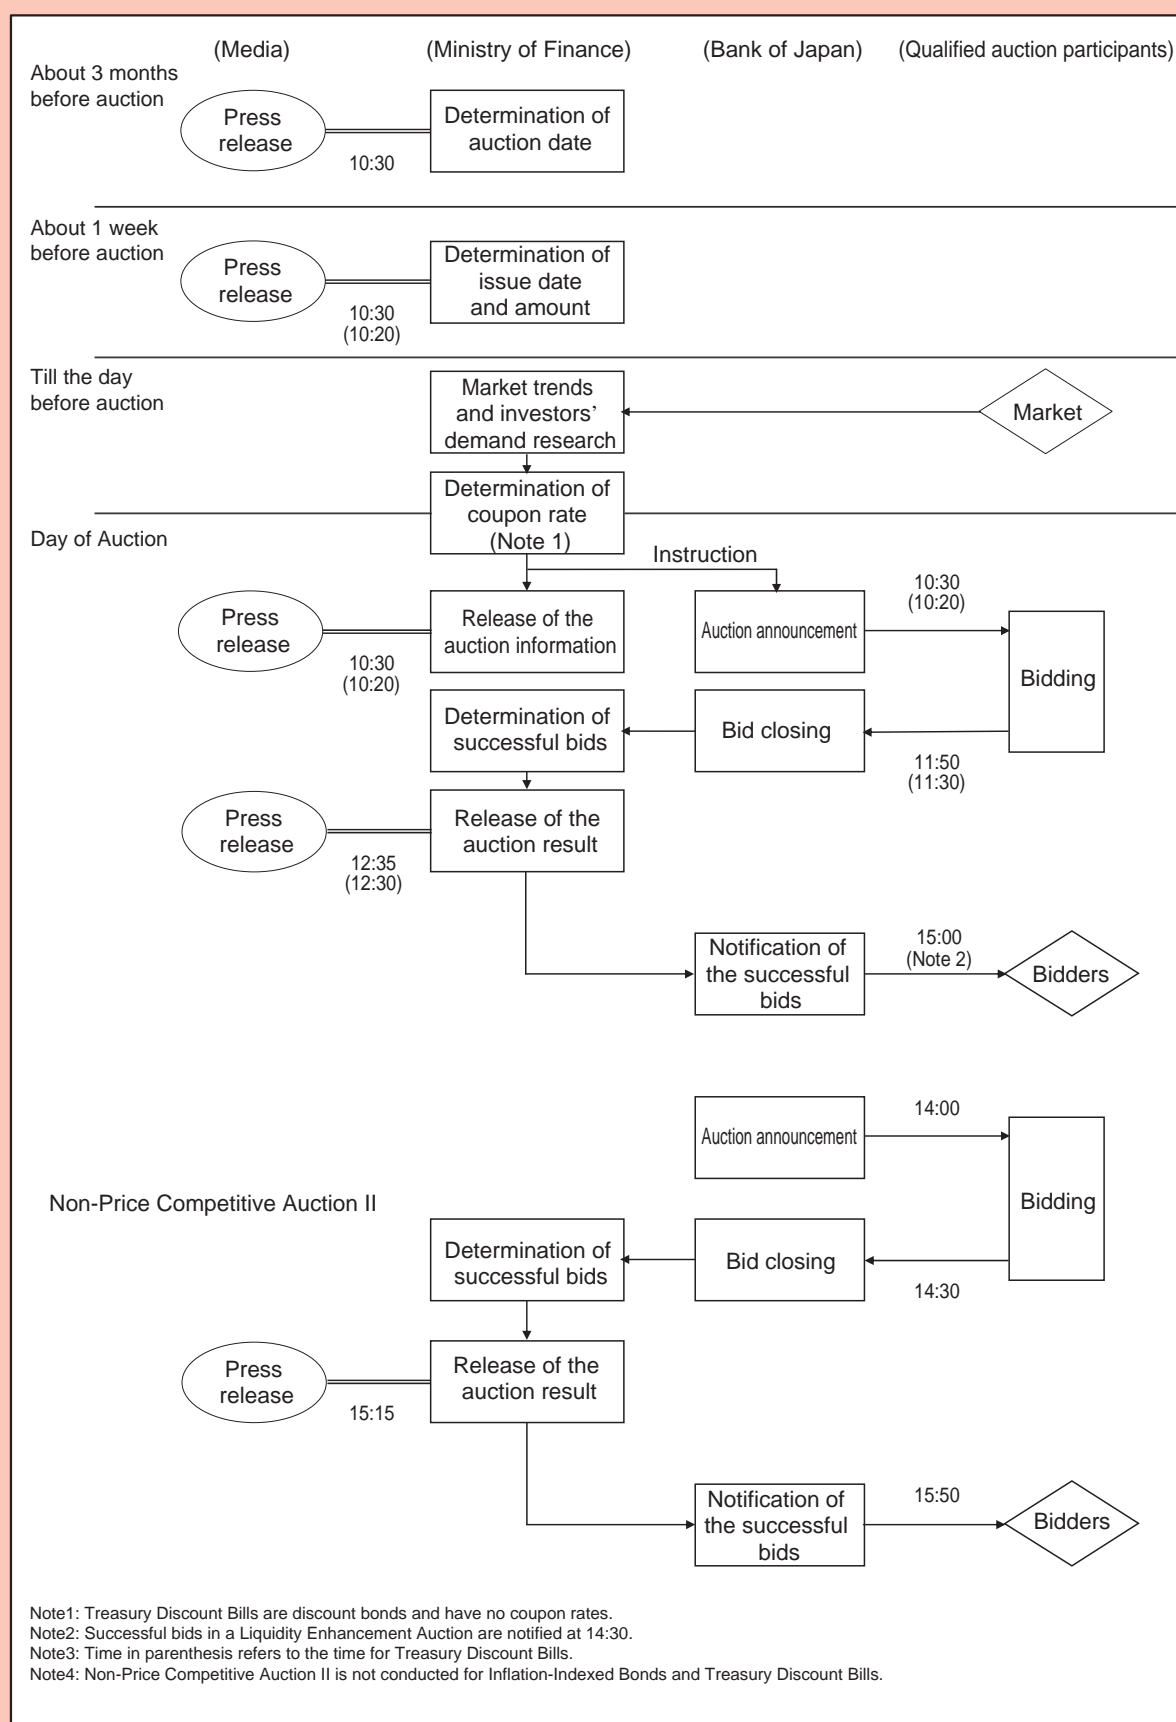 (Media) (Ministry of Finance) (Bank of Japan) (Qualified auction participants)
About 3 months
before auction
Press
release
10:30
Determination of
auction date
About 1 week
before auction
Press
release
10:30
(10:20)
Determination of
issue date
and amount
Till the day
before auction
Market trends
and investors’
demand research
Market
Determination of
coupon rate
(Note 1)
Day of Auction
Instruction
Press
release
10:30
(10:20)
Release of the
auction information
Auction announcement
10:30
(10:20)
Bidding
Determination of
successful bids
Bid closing
11:50
(11:30)
Press
release
12:35
(12:30)
Release of the
auction result
Notification of
the successful
bids
15:00
(Note 2)
Bidders
Auction announcement
14:00
Bidding
Non-Price Competitive Auction II
Determination of
successful bids
Bid closing
14:30
Press
release
15:15
Release of the
auction result
Notification of
the successful
bids
15:50
Bidders
Note1: Treasury Discount Bills are discount bonds and have no coupon rates.
Note2: Successful bids in a Liquidity Enhancement Auction are notified at 14:30.
Note3: Time in parenthesis refers to the time for Treasury Discount Bills.
Note4: Non-Price Competitive Auction II is not conducted for Inflation-Indexed Bonds and Treasury Discount Bills.